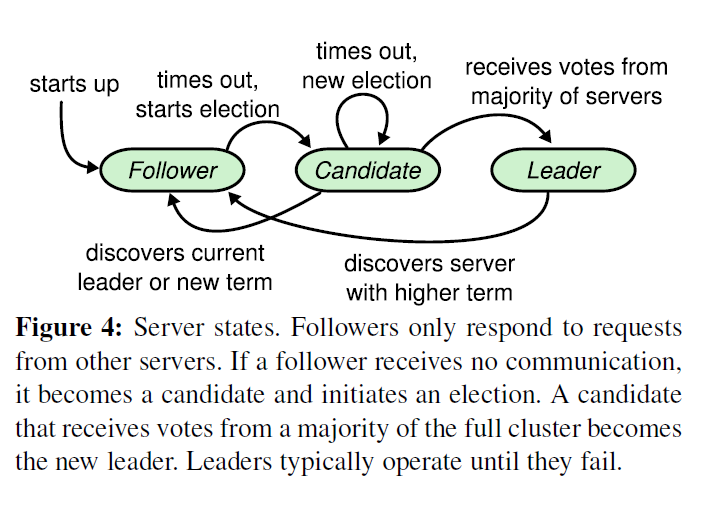 starts up
times out,
starts election
times out,
new election
receives votes from
majority of servers
Follower
Candidate
Leader
discovers current
leader or new term
discovers server
with higher term
Figure 4: Server states. Followers only respond to requests
from other servers. If a follower receives no communication,
it becomes a candidate and initiates an election. A candidate
that receives votes from a majority of the full cluster becomes
the new leader. Leaders typically operate until they fail.